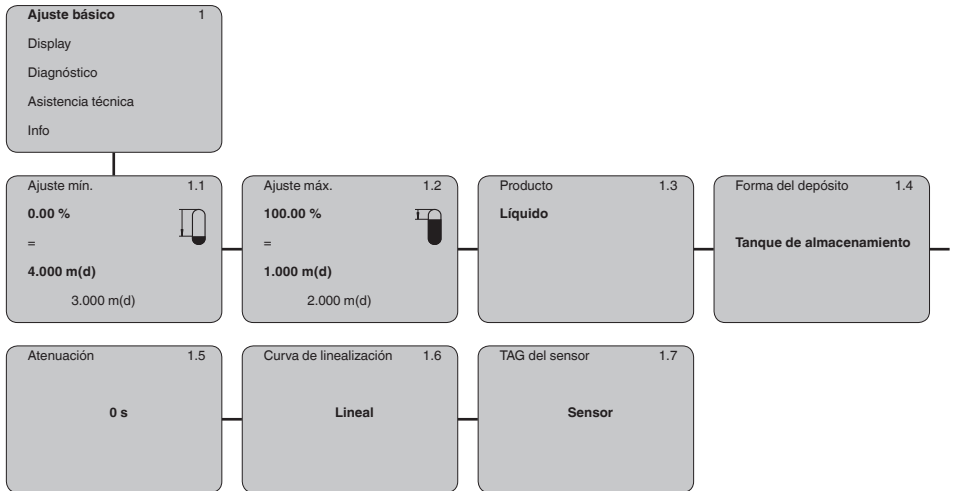 Ajuste básico 1
Display
Diagnóstico
Asistencia técnica
Info
Ajuste mín. 1.1
0.00 %
=
4.000 m(d)
3.000 m(d)
Ajuste máx. 1.2
100.00 %
=
1.000 m(d)
2.000 m(d)
Producto 1.3
Líquido
Forma del depósito 1.4
Tanque de almacenamiento
Atenuación 1.5
0 s
Curva de linealización 1.6
Lineal
TAG del sensor 1.7
Sensor